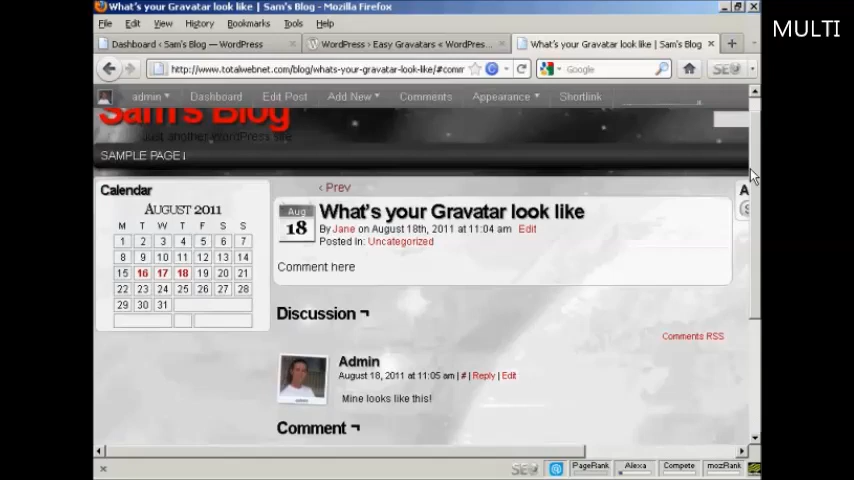 What's your Gravatar look like | Sam's Blog - Mozilla Firefox
MULTI
File Edit View History Bookmarks Tools Help
Dashboard ‹ Sam's Blog — WordPress
WordPress › Easy Gravatars « WordPres...
What's your Gravatar look like | Sam's Blog
http://www.totalwebnet.com/blog/whats-your-gravatar-look-like/#comr
Google
SEO
admin Dashboard Edit Post Add New Comments Appearance Shortlink
Sam's Blog
Just another WordPress site
SAMPLE PAGE
Calendar
‹ Prev
AUGUST 2011
M T W T F S S
1 2 3 4 5 6 7
8 9 10 11 12 13 14
15 16 17 18 19 20 21
22 23 24 25 26 27 28
29 30 31
Aug
18
What's your Gravatar look like
By Jane on August 18th, 2011 at 11:04 am Edit
Posted In: Uncategorized
Comment here
Discussion ¬
Comments RSS
Admin
August 18, 2011 at 11:05 am | # | Reply | Edit
Mine looks like this!
Comment ¬
SEO PageRank Alexa Compete mozRank